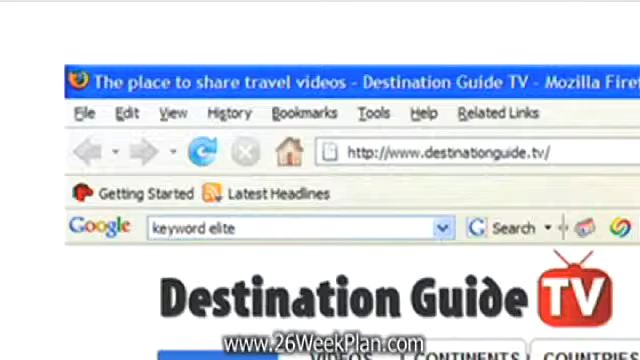 The place to share travel videos - Destination Guide TV - Mozilla Firef
File Edit View History Bookmarks Tools Help Related Links
http://www.destinationguide.tv/
Getting Started Latest Headlines
Google keyword elite G Search
Destination Guide TV
www.26WeekPlan.com
VIDEOS CONTINENTS COUNTRIES